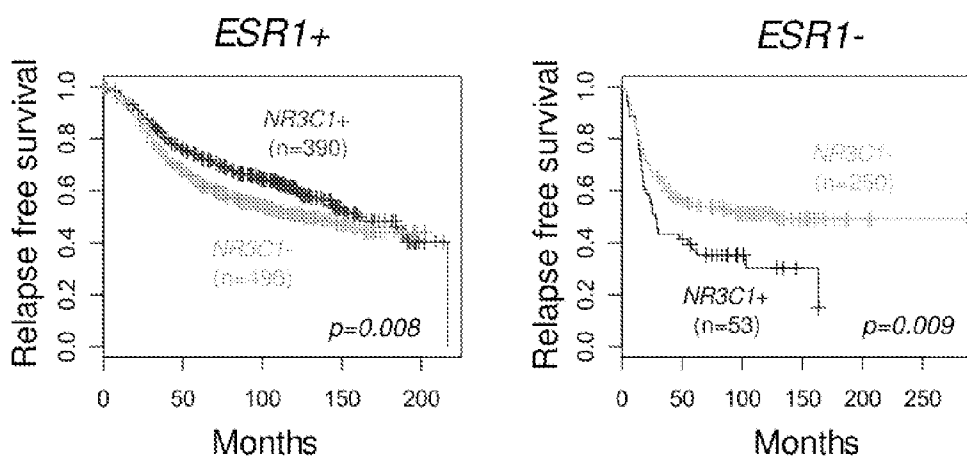 ESR1+
Relapse free survival
1.0
0.8
0.6
0.4
0.2
0.0
NR3C1+
(n=390)
NR3C1-
(n=490)
p=0.008
0 50 100 150 200
Months
ESR1-
Relapse free survival
1.0
0.8
0.6
0.4
0.2
0.0
NR3C1-
(n=250)
NR3C1+
(n=53)
p=0.009
0 50 100 150 200 250
Months